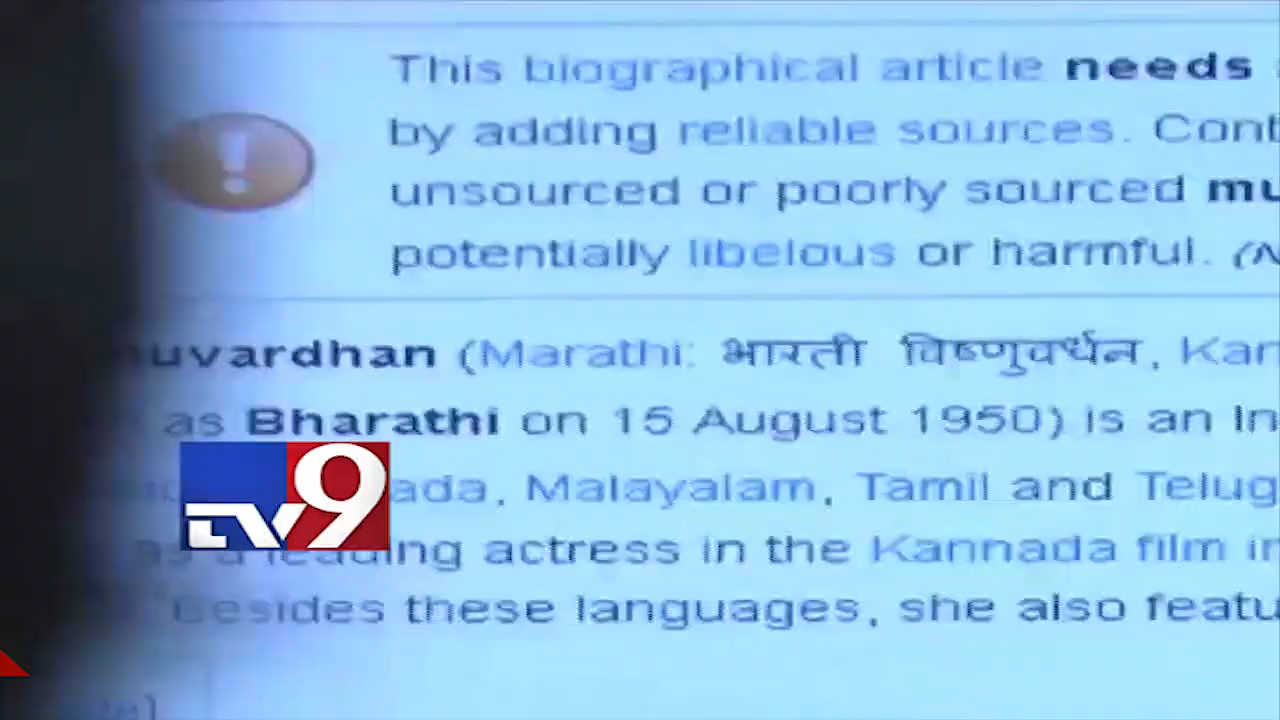 This biographical article needs
by adding reliable sources. Cont
unsourced or poorly sourced mu
potentially libelous or harmful. (N
uvardhan (Marathi: भारती विष्णुवर्धन, Kan
as Bharathi on 15 August 1950) is an In
ada, Malayalam, Tamil and Telug
TV9
as a leading actress in the Kannada film in
Besides these languages, she also featu